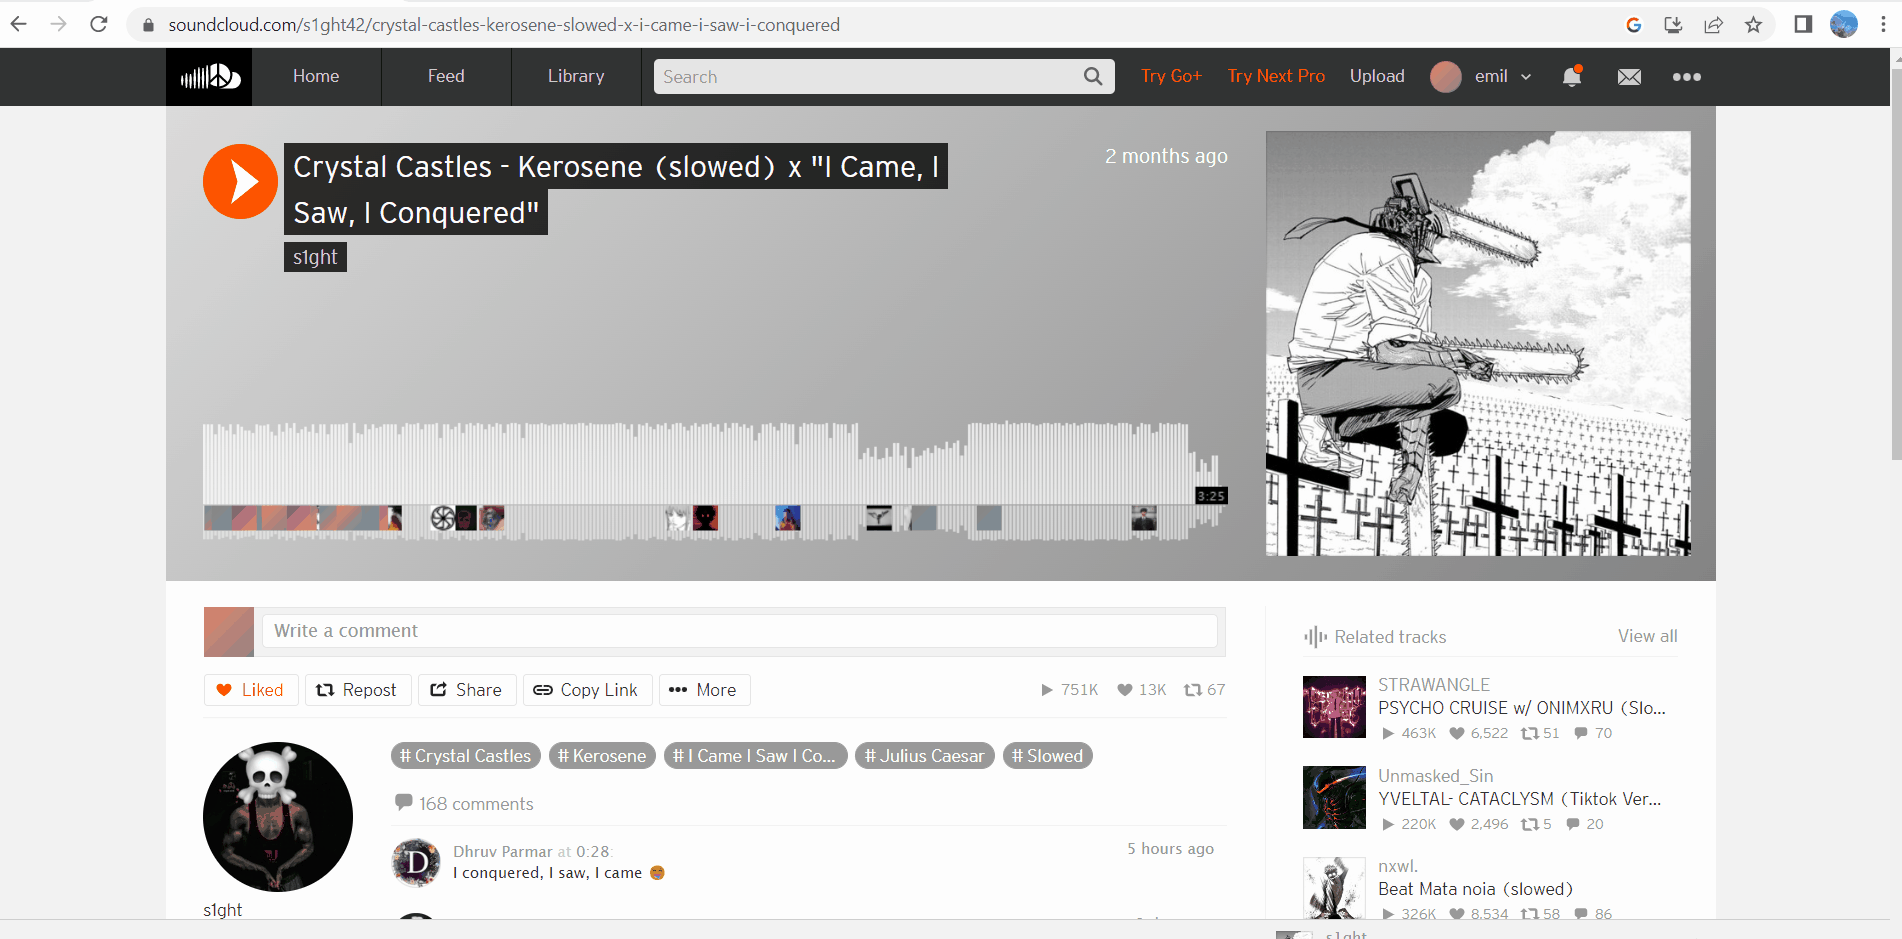 soundcloud.com/s1ght42/crystal-castles-kerosene-slowed-x-i-came-i-saw-i-conquered
Home
Feed
Library
Search
Try Go+
Try Next Pro
Upload
emil
Crystal Castles - Kerosene (slowed) x "I Came, I
Saw, I Conquered"
s1ght
2 months ago
3:25
Write a comment
Liked
Repost
Share
Copy Link
More
751K
13K
67
# Crystal Castles
# Kerosene
# I Came I Saw I Co...
# Julius Caesar
# Slowed
168 comments
D
Dhruv Parmar at 0:28:
5 hours ago
I conquered, I saw, I came
s1ght
Related tracks
View all
STRAWANGLE
PSYCHO CRUISE w/ ONIMXRU (Slo...
463K
6,522
51
70
Unmasked_Sin
YVELTAL- CATACLYSM (Tiktok Ver...
220K
2,496
5
20
nxwl.
Beat Mata noia (slowed)
326K
8,534
58
86
s1ght